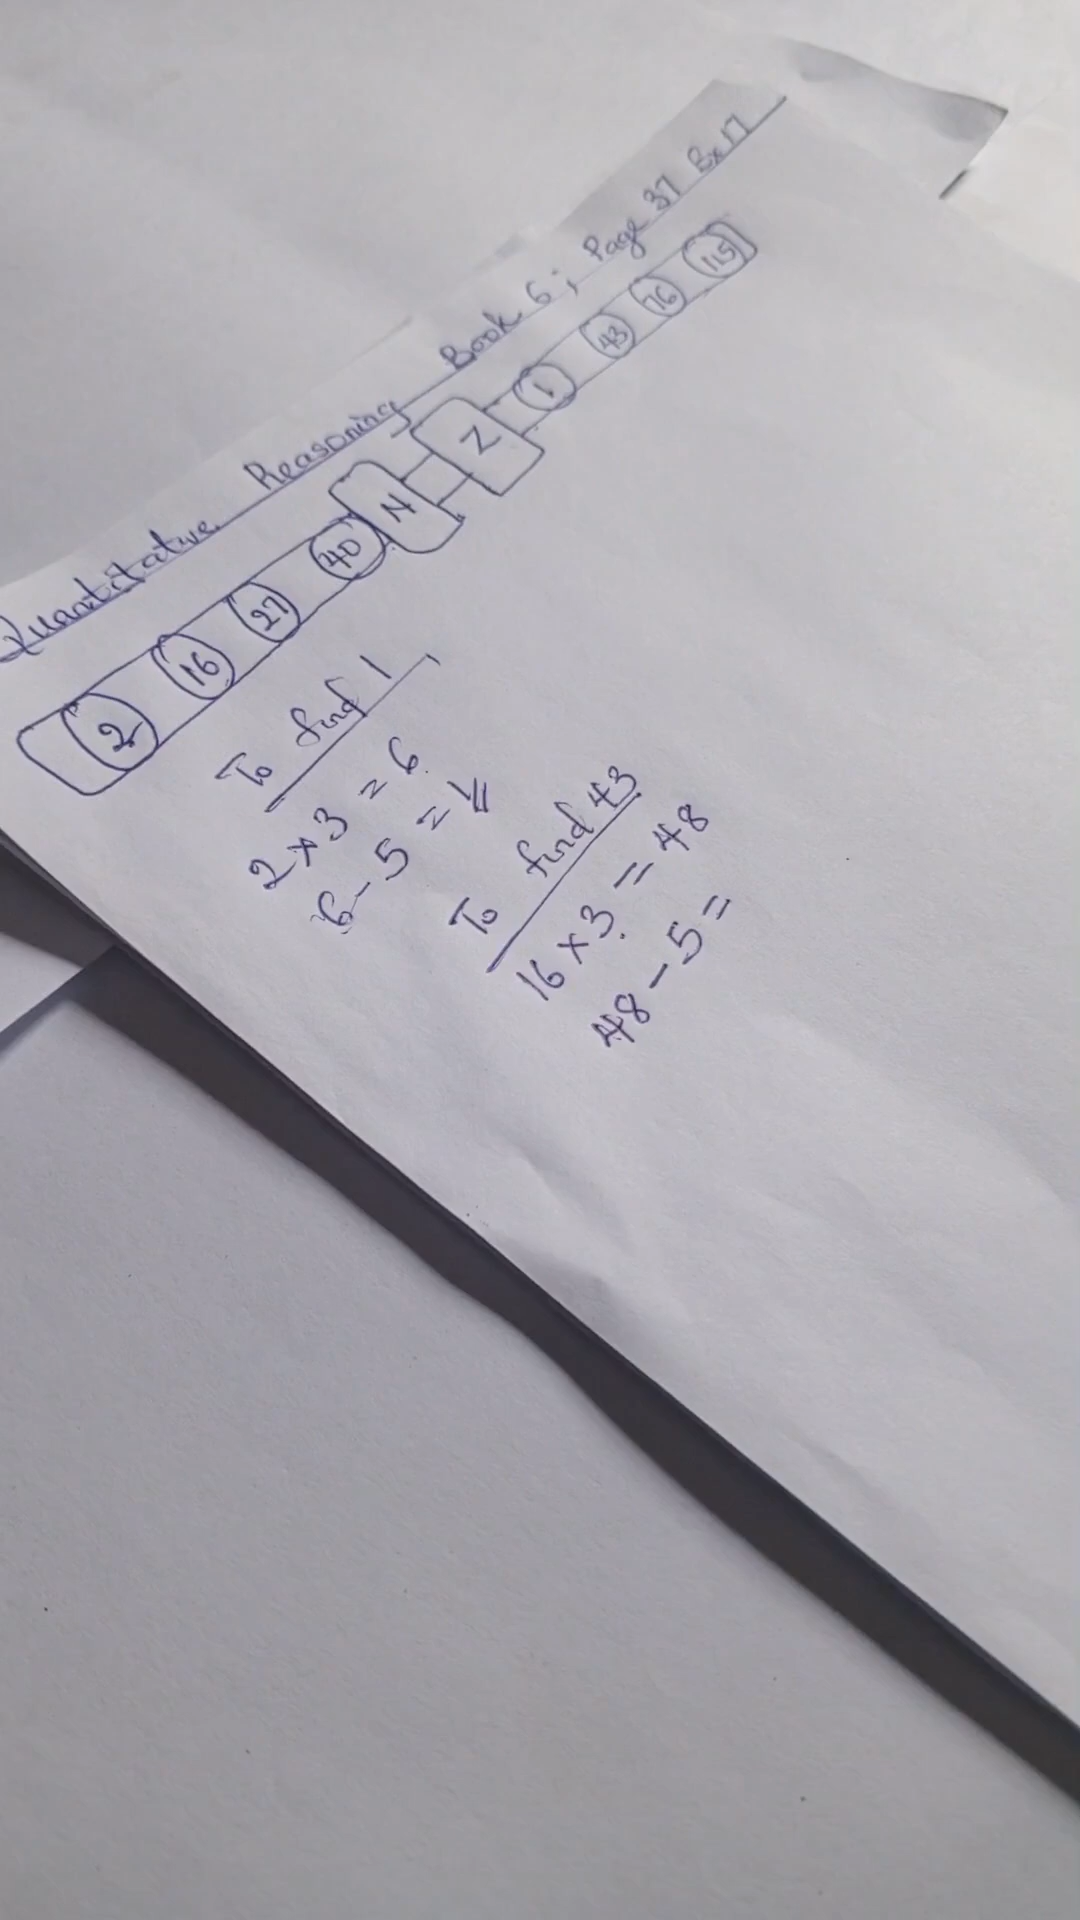 Quantitative Reasoning Book 6; Page 37 Ex 17
2 16 27 40 N Z 1 43 76 115
To find 1
2 × 3 = 6
6 - 5 = 1
To find 43
16 × 3 = 48
48 - 5 =